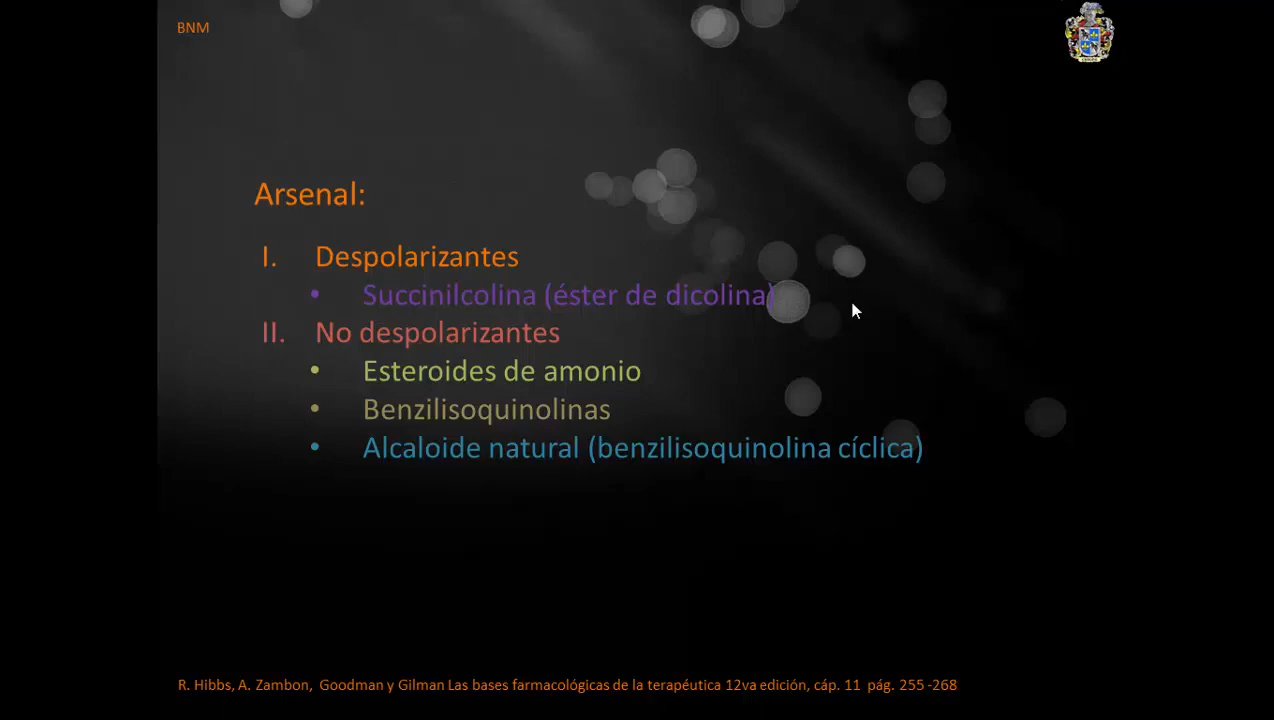 BNM
Arsenal:
I. Despolarizantes
• Succinilcolina (éster de dicolina)
II. No despolarizantes
• Esteroides de amonio
• Benzilisoquinolinas
• Alcaloide natural (benzilisoquinolina cíclica)
R. Hibbs, A. Zambon, Goodman y Gilman Las bases farmacológicas de la terapéutica 12va edición, cáp. 11 pág. 255 -268